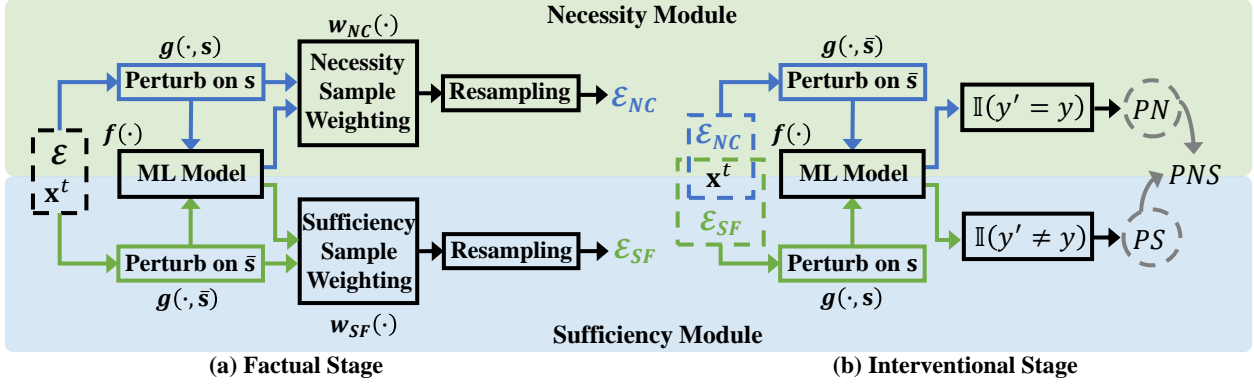 Necessity Module
w_NC(·)
g(·, s)
Perturb on s
Necessity
Sample
Weighting
Resampling
ℰ_NC
f(·)
ℰ
x^t
ML Model
Sufficiency
Sample
Weighting
Resampling
ℰ_SF
Perturb on s̄
g(·, s̄)
w_SF(·)
g(·, s̄)
Perturb on s̄
f(·)
ℰ_NC
x^t
ℰ_SF
ML Model
𝕀(y′ = y)
PN
PNS
𝕀(y′ ≠ y)
PS
Perturb on s
g(·, s)
Sufficiency Module
(a) Factual Stage
(b) Interventional Stage